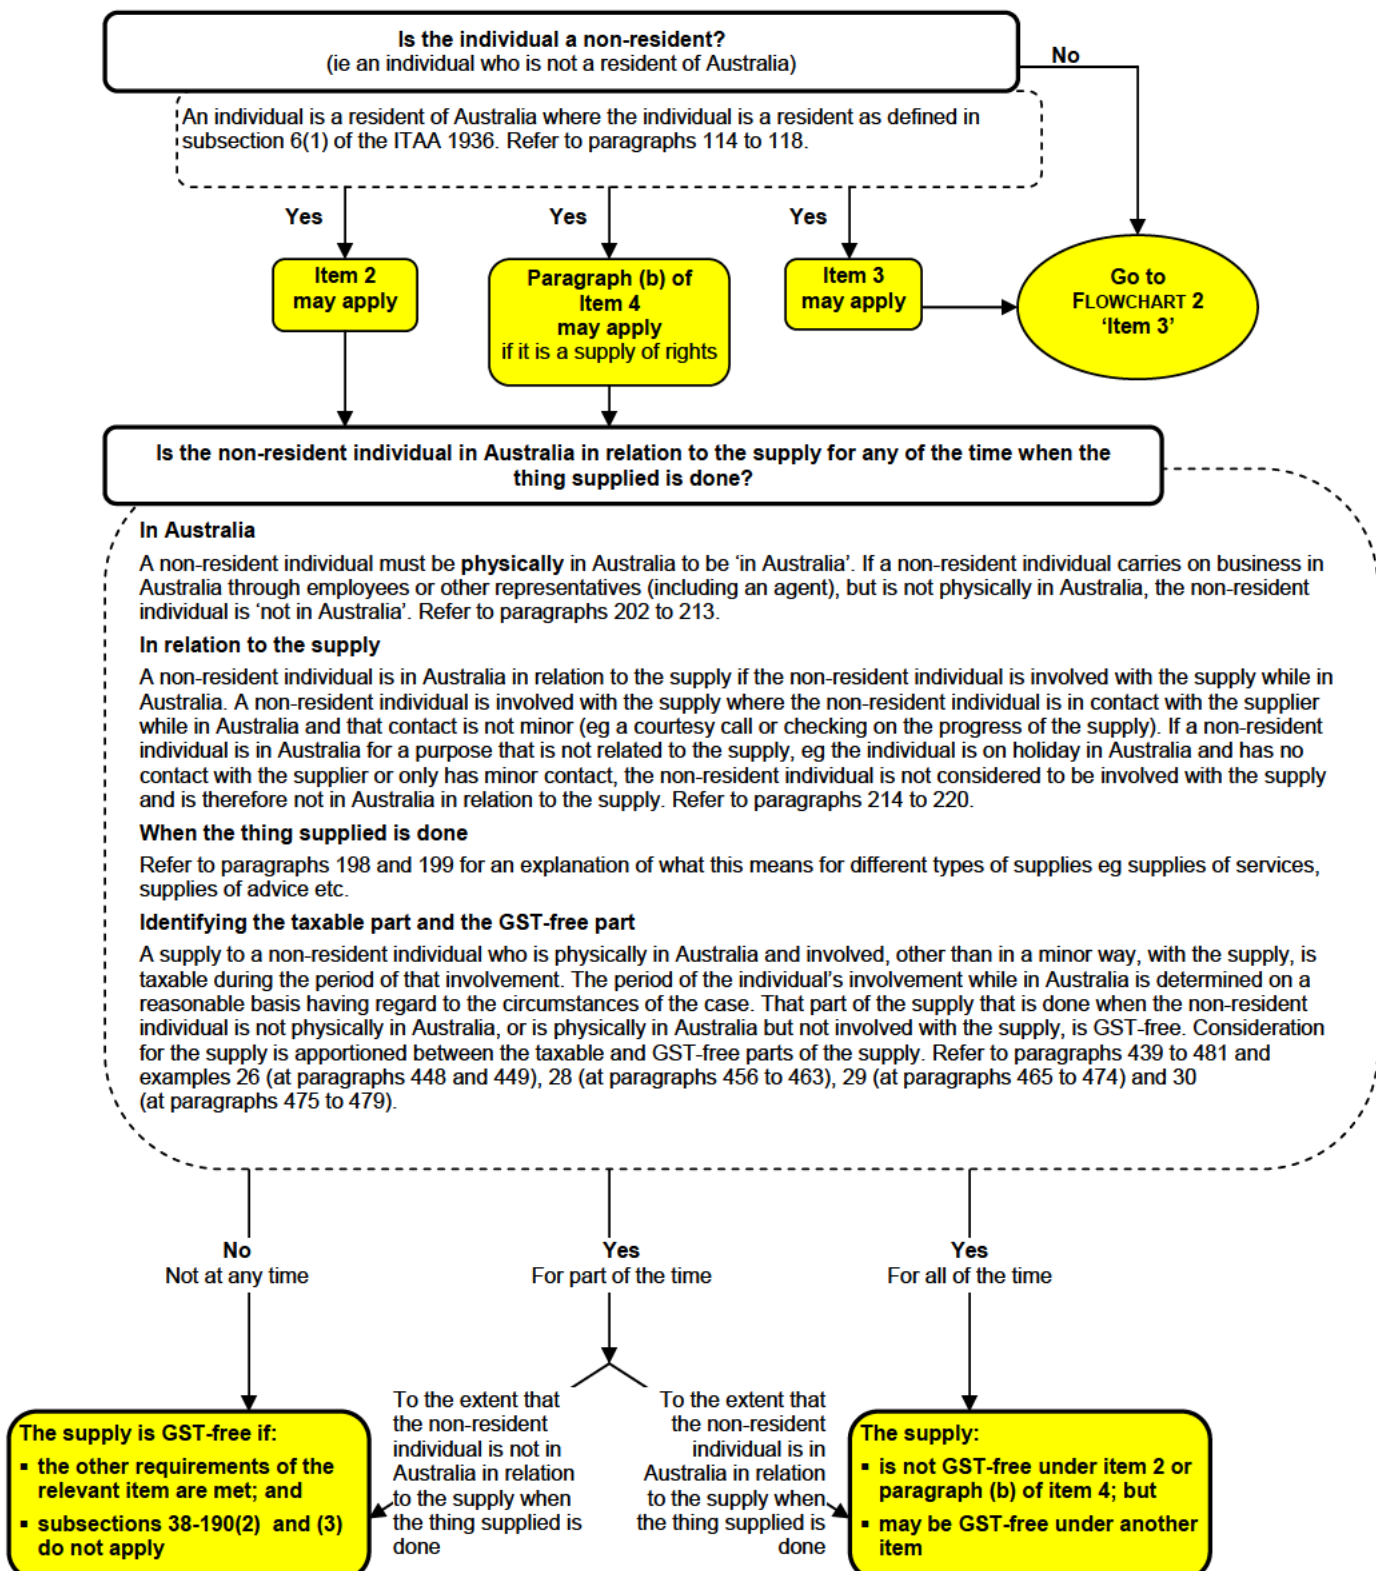 Is the individual a non-resident?
(ie an individual who is not a resident of Australia)
No
An individual is a resident of Australia where the individual is a resident as defined in
subsection 6(1) of the ITAA 1936. Refer to paragraphs 114 to 118.
Yes
Yes
Yes
Item 2
may apply
Paragraph (b) of
Item 4
may apply
if it is a supply of rights
Item 3
may apply
Go to
FLOWCHART 2
‘Item 3’
Is the non-resident individual in Australia in relation to the supply for any of the time when the
thing supplied is done?
In Australia
A non-resident individual must be physically in Australia to be ‘in Australia’. If a non-resident individual carries on business in
Australia through employees or other representatives (including an agent), but is not physically in Australia, the non-resident
individual is ‘not in Australia’. Refer to paragraphs 202 to 213.
In relation to the supply
A non-resident individual is in Australia in relation to the supply if the non-resident individual is involved with the supply while in
Australia. A non-resident individual is involved with the supply where the non-resident individual is in contact with the supplier
while in Australia and that contact is not minor (eg a courtesy call or checking on the progress of the supply). If a non-resident
individual is in Australia for a purpose that is not related to the supply, eg the individual is on holiday in Australia and has no
contact with the supplier or only has minor contact, the non-resident individual is not considered to be involved with the supply
and is therefore not in Australia in relation to the supply. Refer to paragraphs 214 to 220.
When the thing supplied is done
Refer to paragraphs 198 and 199 for an explanation of what this means for different types of supplies eg supplies of services,
supplies of advice etc.
Identifying the taxable part and the GST-free part
A supply to a non-resident individual who is physically in Australia and involved, other than in a minor way, with the supply, is
taxable during the period of that involvement. The period of the individual’s involvement while in Australia is determined on a
reasonable basis having regard to the circumstances of the case. That part of the supply that is done when the non-resident
individual is not physically in Australia, or is physically in Australia but not involved with the supply, is GST-free. Consideration
for the supply is apportioned between the taxable and GST-free parts of the supply. Refer to paragraphs 439 to 481 and
examples 26 (at paragraphs 448 and 449), 28 (at paragraphs 456 to 463), 29 (at paragraphs 465 to 474) and 30
(at paragraphs 475 to 479).
No
Not at any time
Yes
For part of the time
Yes
For all of the time
The supply is GST-free if:
▪ the other requirements of the
relevant item are met; and
▪ subsections 38-190(2) and (3)
do not apply
To the extent that
the non-resident
individual is not in
Australia in relation
to the supply when
the thing supplied is
done
To the extent that
the non-resident
individual is in
Australia in relation
to the supply when
the thing supplied is
done
The supply:
▪ is not GST-free under item 2 or
paragraph (b) of item 4; but
▪ may be GST-free under another
item